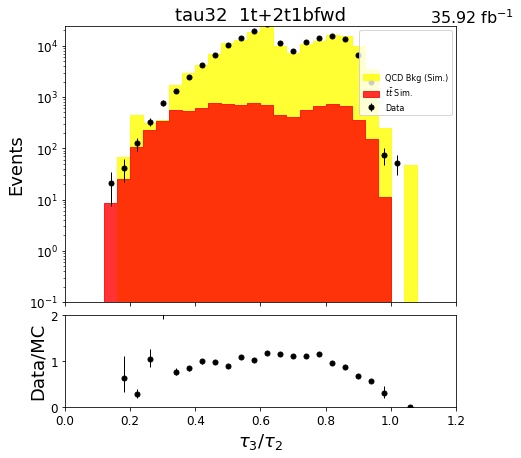 tau32 1t+2t1bfwd
35.92 fb⁻¹
QCD Bkg (Sim.)
tt̄ Sim.
Data
Events
10⁴
10³
10²
10¹
10⁰
10⁻¹
Data/MC
2
1
0
0.0 0.2 0.4 0.6 0.8 1.0 1.2
τ₃/τ₂